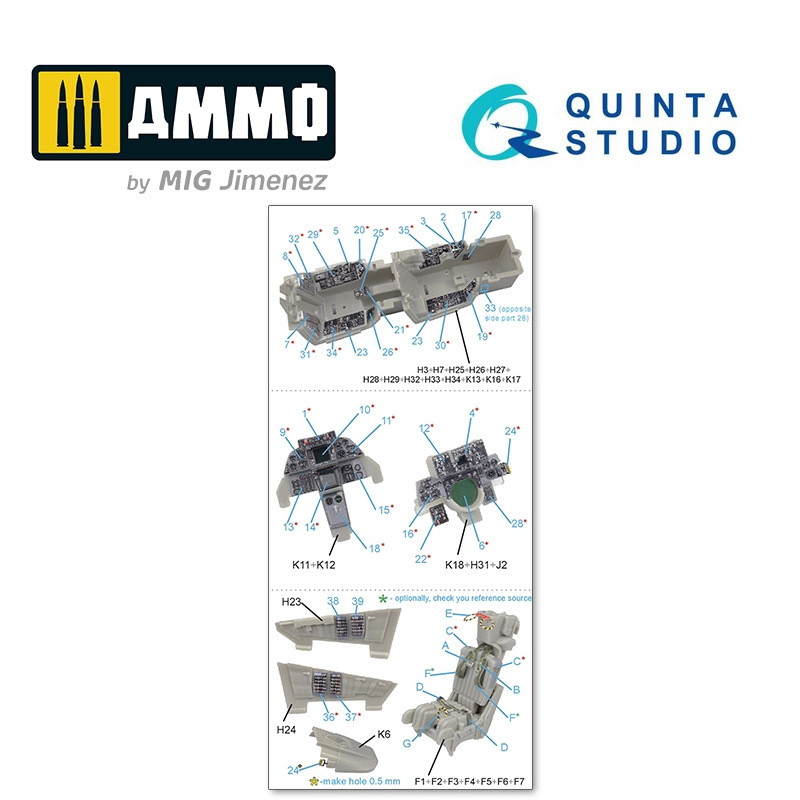 AMMO
by MIG Jimenez
QUINTA
STUDIO
32* 29* 5 20* 25*
8*
35* 3 2 17* 28
7*
31* 34* 23 26* 21*
23 30* 19*
33 (opposite
side part 28)
H3+H7+H25+H26+H27+
H28+H29+H32+H33+H34+K13+K16+K17
1* 10* 11*
9*
13* 14* 15*
18*
K11+K12
12* 4* 24*
16* 28*
22* 6*
K18+H31+J2
* - optionally, check you reference source
H23 38 39
36* 37*
H24
K6
24*
*-make hole 0.5 mm
E
C*
A
F*
C*
B
D
F*
G D
F1+F2+F3+F4+F5+F6+F7